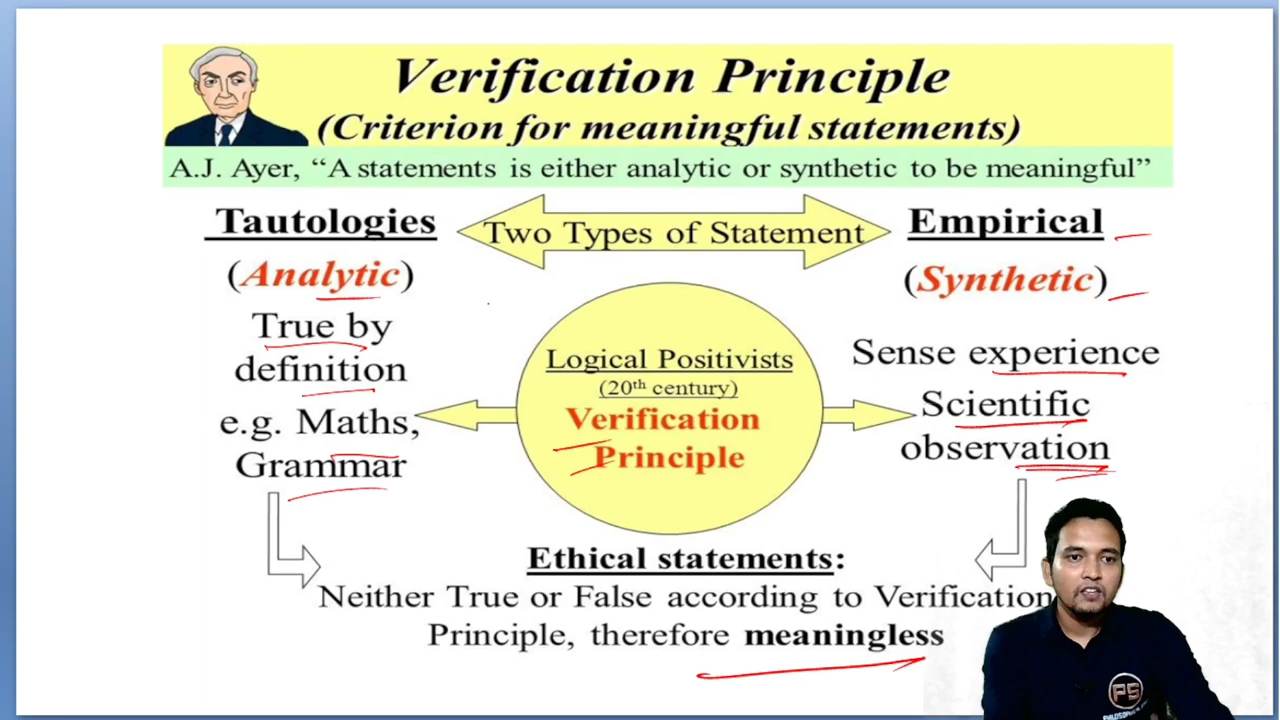 Verification Principle
(Criterion for meaningful statements)
A.J. Ayer, “A statements is either analytic or synthetic to be meaningful”
Tautologies
Two Types of Statement
Empirical
(Analytic)
(Synthetic)
True by
definition
e.g. Maths,
Grammar
Logical Positivists
(20th century)
Verification
Principle
Sense experience
Scientific
observation
Ethical statements:
Neither True or False according to Verification
Principle, therefore meaningless
PS